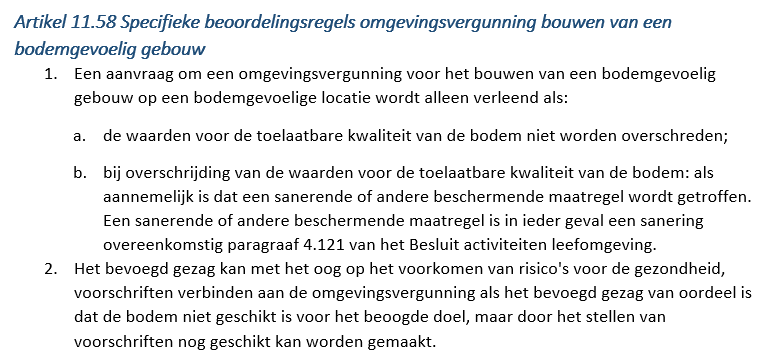 Artikel 11.58 Specifieke beoordelingsregels omgevingsvergunning bouwen van een
bodemgevoelig gebouw
1. Een aanvraag om een omgevingsvergunning voor het bouwen van een bodemgevoelig
gebouw op een bodemgevoelige locatie wordt alleen verleend als:
a. de waarden voor de toelaatbare kwaliteit van de bodem niet worden overschreden;
b. bij overschrijding van de waarden voor de toelaatbare kwaliteit van de bodem: als
aannemelijk is dat een sanerende of andere beschermende maatregel wordt getroffen.
Een sanerende of andere beschermende maatregel is in ieder geval een sanering
overeenkomstig paragraaf 4.121 van het Besluit activiteiten leefomgeving.
2. Het bevoegd gezag kan met het oog op het voorkomen van risico's voor de gezondheid,
voorschriften verbinden aan de omgevingsvergunning als het bevoegd gezag van oordeel is
dat de bodem niet geschikt is voor het beoogde doel, maar door het stellen van
voorschriften nog geschikt kan worden gemaakt.